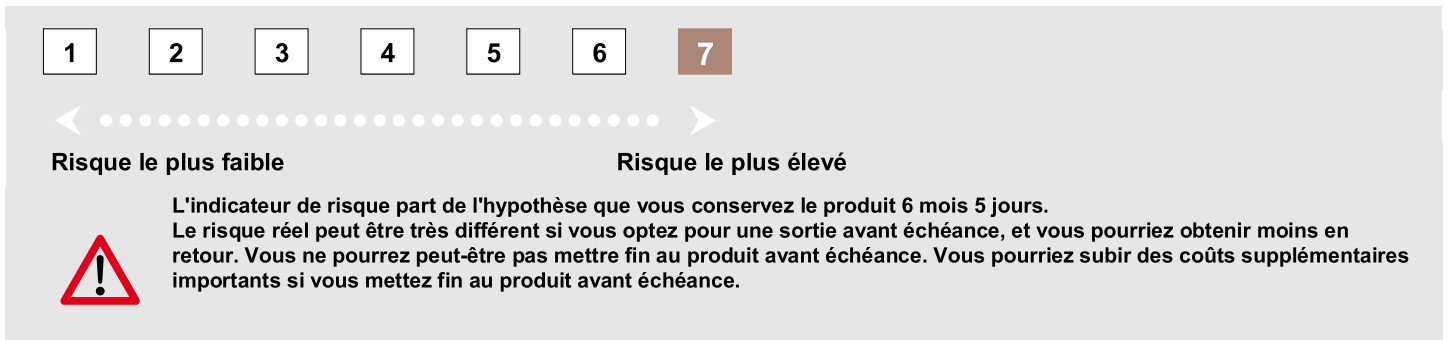 1 2 3 4 5 6 7
Risque le plus faible Risque le plus élevé
L'indicateur de risque part de l'hypothèse que vous conservez le produit 6 mois 5 jours.
Le risque réel peut être très différent si vous optez pour une sortie avant échéance, et vous pourriez obtenir moins en
retour. Vous ne pourrez peut-être pas mettre fin au produit avant échéance. Vous pourriez subir des coûts supplémentaires
importants si vous mettez fin au produit avant échéance.